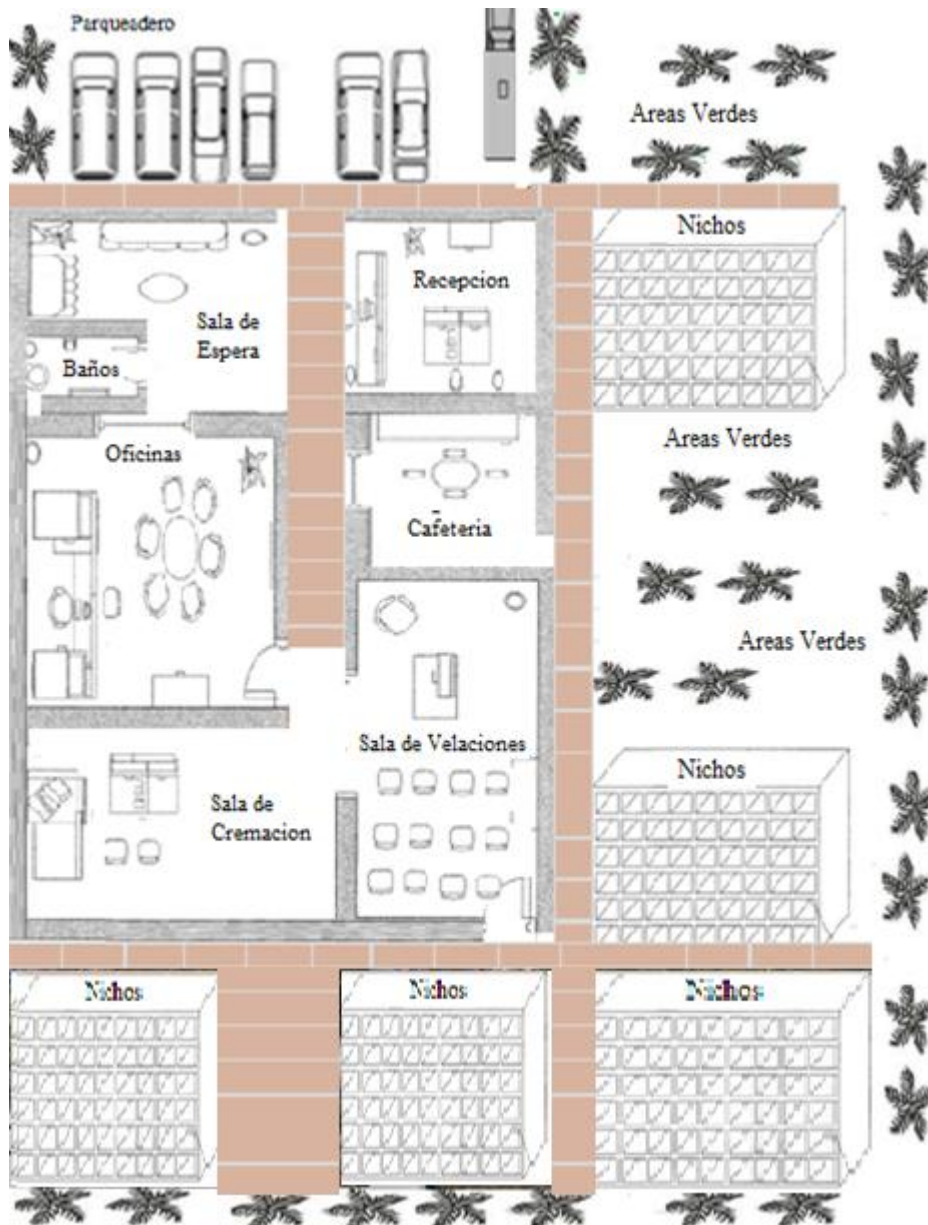 Parqueadero
Areas Verdes
Nichos
Recepcion
Sala de
Espera
Baños
Oficinas
Areas Verdes
Cafeteria
Areas Verdes
Sala de Velaciones
Nichos
Sala de
Cremacion
Nichos
Nichos
Nichos